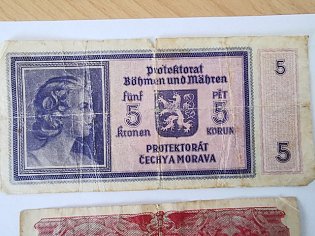 Protektorat
Böhmen und Mähren
fünf PĚT
5 5
kronen KORUN
PROTEKTORÁT
ČECHY A MORAVA
5
5